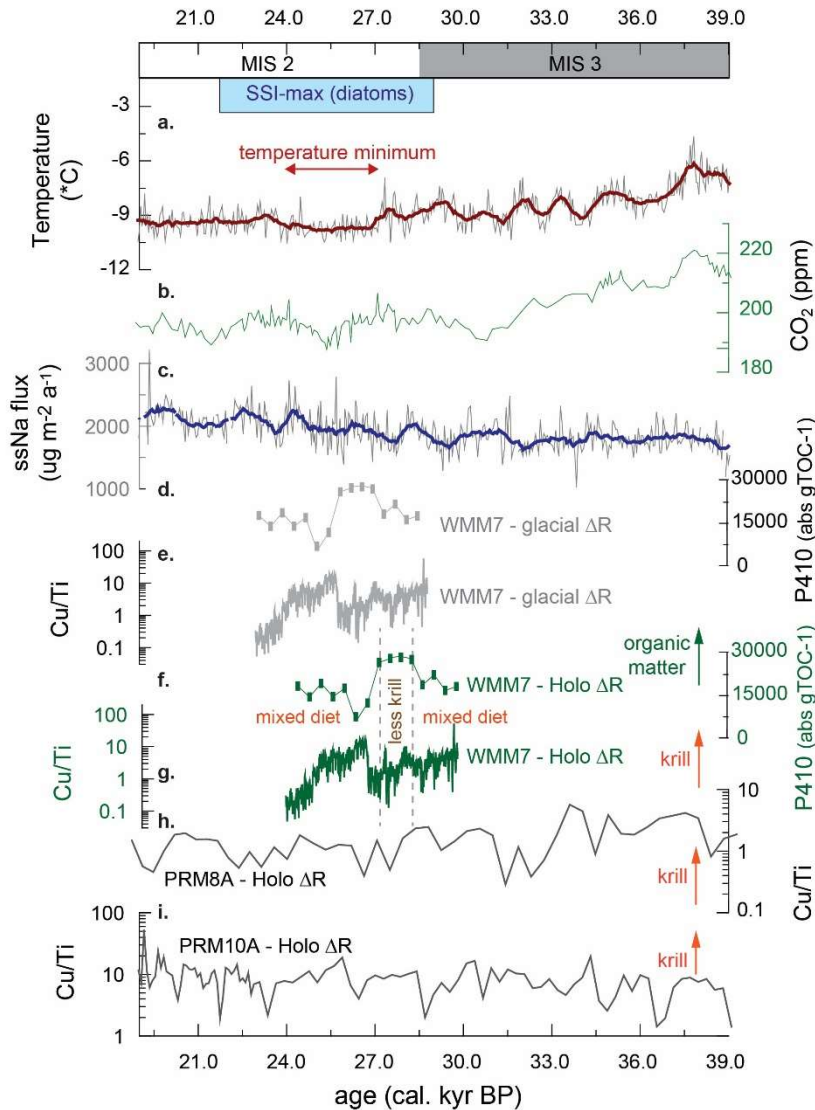 21.0 24.0 27.0 30.0 33.0 36.0 39.0
MIS 2 MIS 3
SSI-max (diatoms)
-3
a.
temperature minimum
-6
Temperature
(*C)
-9
-12
220
b.
200
CO2 (ppm)
180
3000
c.
2000
ssNa flux
(ug m-2 a-1)
1000
d.
30000
15000
0
P410 (abs gTOC-1)
WMM7 - glacial ΔR
e.
100
10
1
0.1
Cu/Ti
WMM7 - glacial ΔR
organic
matter
f.
30000
15000
0
P410 (abs gTOC-1)
WMM7 - Holo ΔR
mixed diet
less krill
mixed diet
100
10
1
0.1
Cu/Ti
g.
WMM7 - Holo ΔR
krill
h.
10
1
0.1
Cu/Ti
PRM8A - Holo ΔR
krill
i.
100
10
1
Cu/Ti
PRM10A - Holo ΔR
krill
21.0 24.0 27.0 30.0 33.0 36.0 39.0
age (cal. kyr BP)